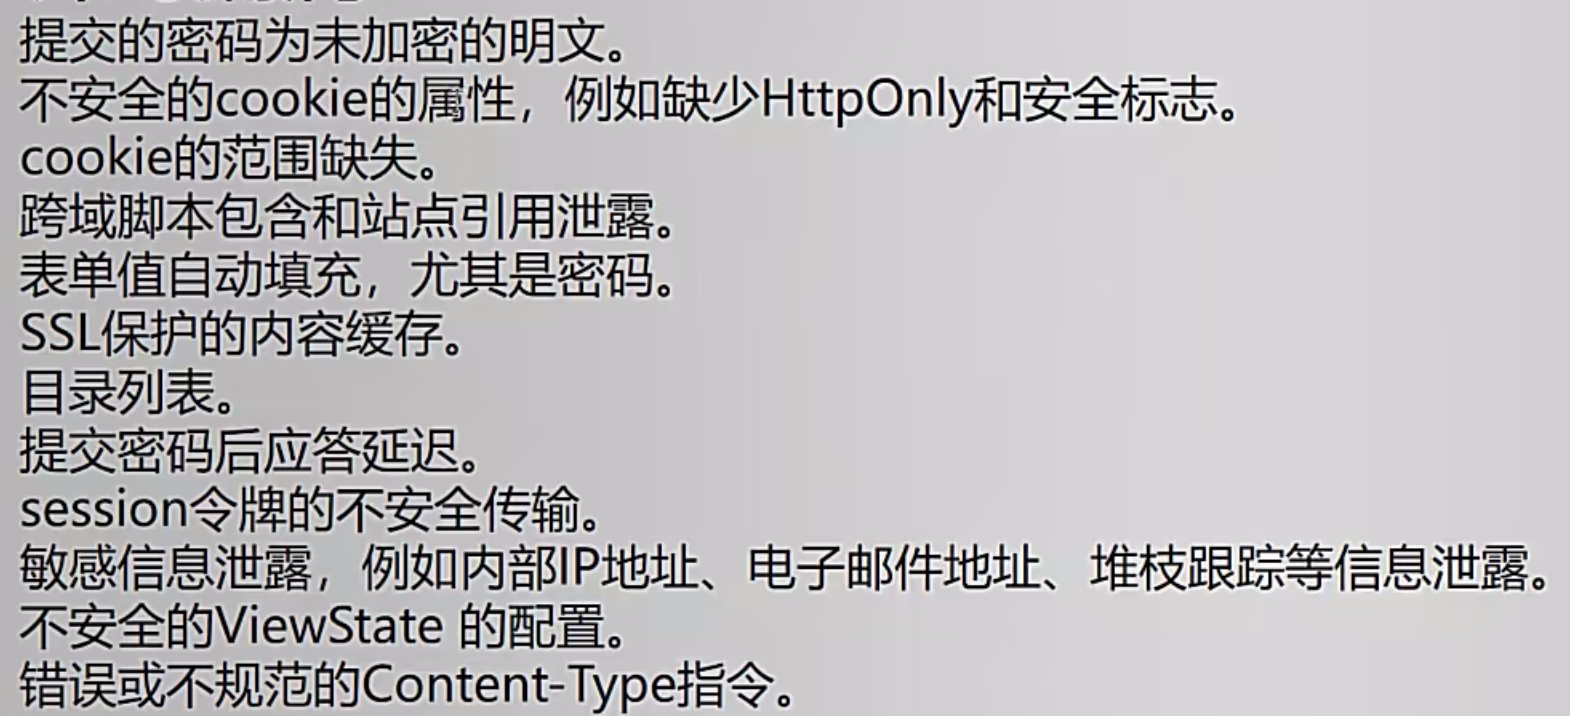 提交的密码为未加密的明文。
不安全的cookie的属性，例如缺少HttpOnly和安全标志。
cookie的范围缺失。
跨域脚本包含和站点引用泄露。
表单值自动填充，尤其是密码。
SSL保护的内容缓存。
目录列表。
提交密码后应答延迟。
session令牌的不安全传输。
敏感信息泄露，例如内部IP地址、电子邮件地址、堆枝跟踪等信息泄露。
不安全的ViewState 的配置。
错误或不规范的Content-Type指令。